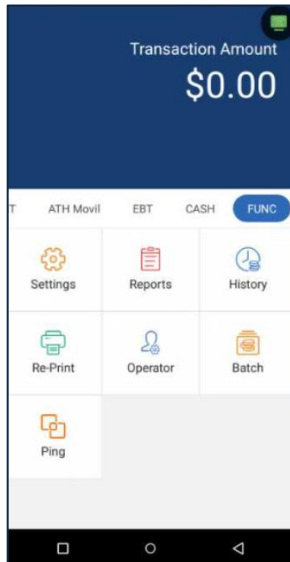 Transaction Amount
$0.00
T ATH Movil EBT CASH FUNC
Settings Reports History
Re-Print Operator Batch
Ping